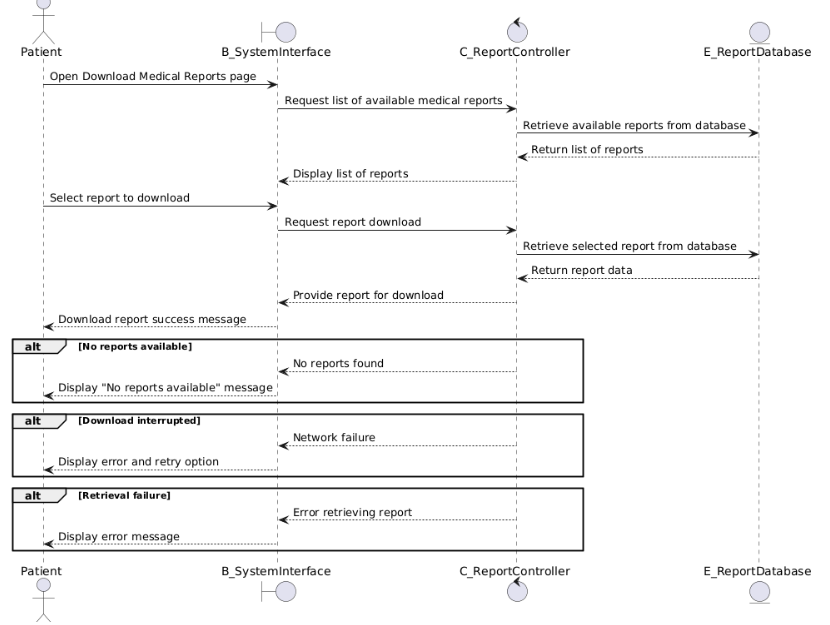 Patient
B_SystemInterface
C_ReportController
E_ReportDatabase
Open Download Medical Reports page
Request list of available medical reports
Retrieve available reports from database
Return list of reports
Display list of reports
Select report to download
Request report download
Retrieve selected report from database
Return report data
Provide report for download
Download report success message
alt [No reports available]
No reports found
Display "No reports available" message
alt [Download interrupted]
Network failure
Display error and retry option
alt [Retrieval failure]
Error retrieving report
Display error message
Patient
B_SystemInterface
C_ReportController
E_ReportDatabase